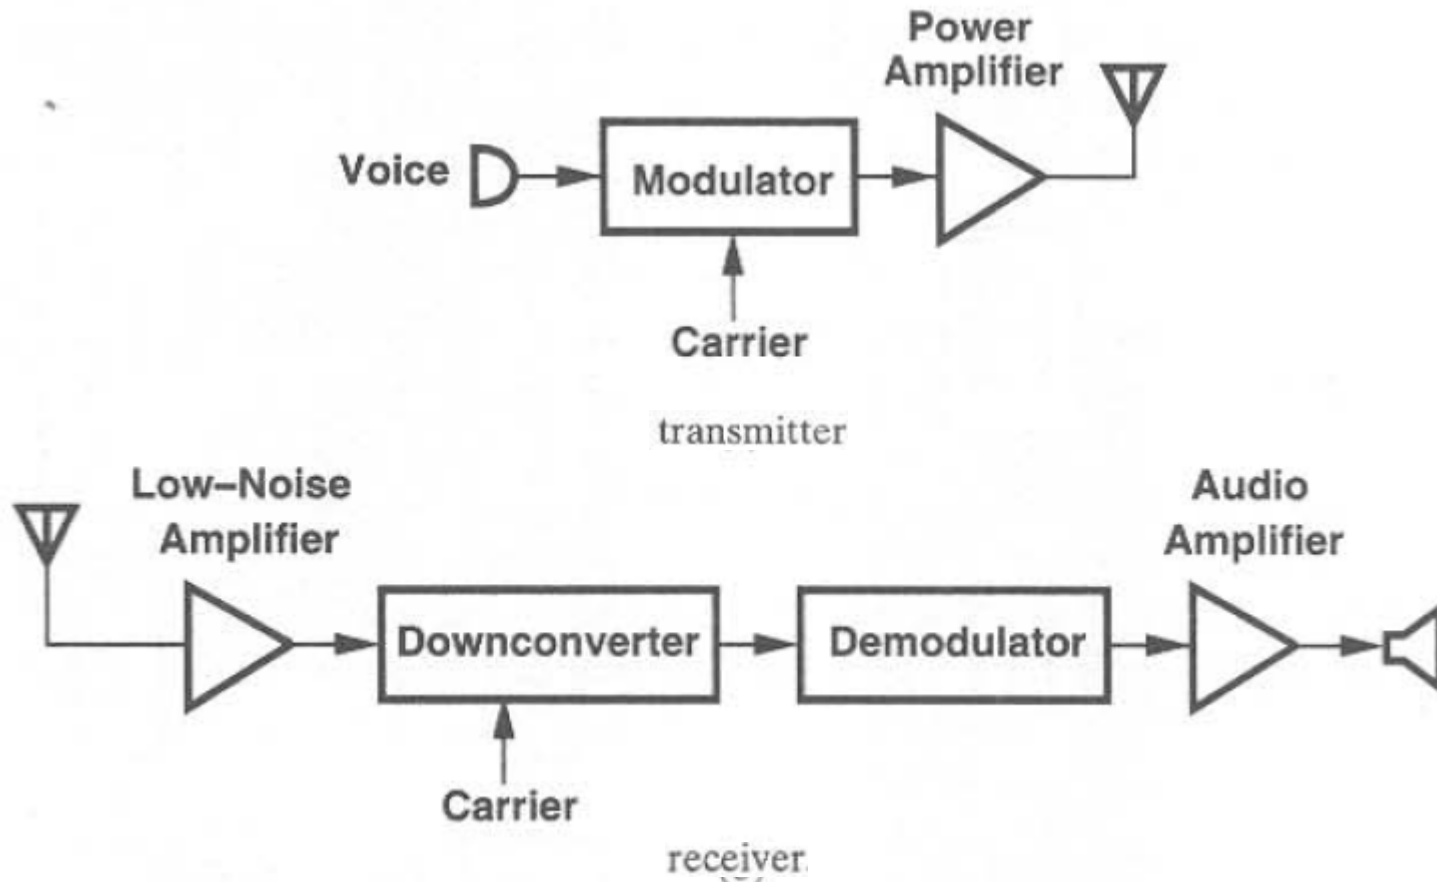 Power
Amplifier
Voice
Modulator
Carrier
transmitter
Low–Noise
Amplifier
Audio
Amplifier
Downconverter
Demodulator
Carrier
receiver